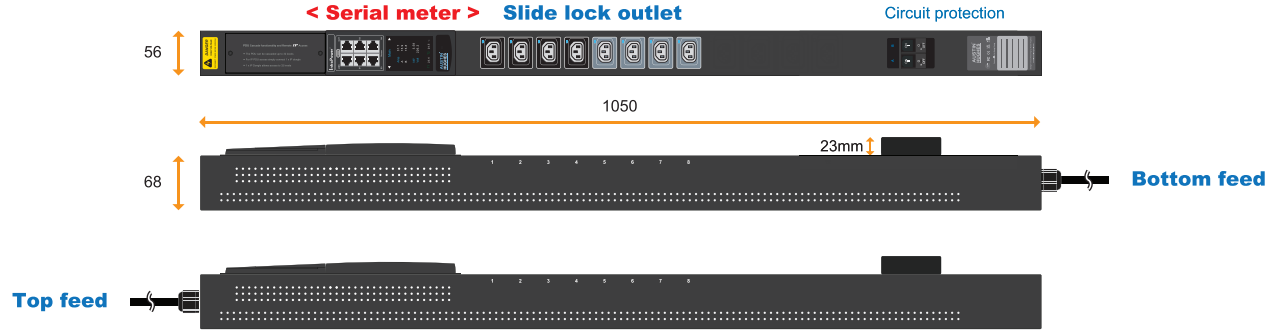 < Serial meter >
Slide lock outlet
Circuit protection
56
1050
23mm
68
1 2 3 4 5 6 7 8
Bottom feed
Top feed
1 2 3 4 5 6 7 8